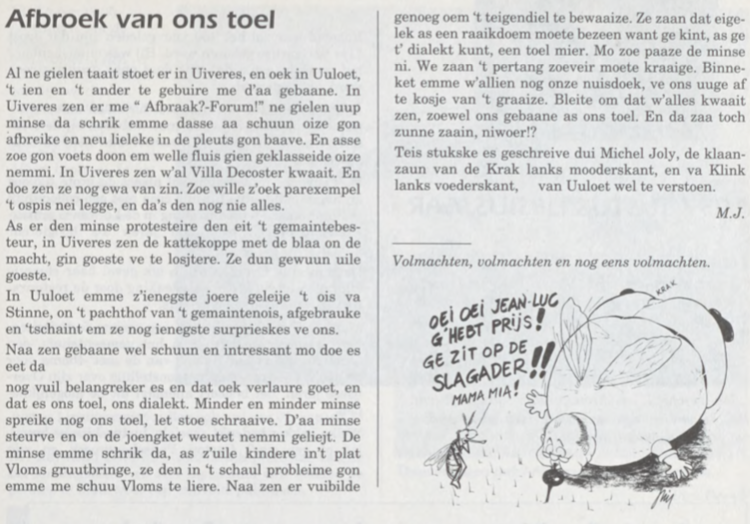 Afbroek van ons toel
Al ne gielen taait stoet er in Uiveres, en oek in Uuloet,
't ien en 't ander te gebuire me d'aa gebaane. In
Uiveres zen er me " Afbraak?-Forum!" ne gielen uup
minse da schrik emme dasse aa schuun oize gon
afbreike en neu lieleke in de pleuts gon baave. En asse
zoe gon voets doon em welle fluis gien geklasseide oize
nemmi. In Uiveres zen w'al Villa Decoster kwaait. En
doe zen ze nog ewa van zin. Zoe wille z'oek parexempel
't ospis nei legge, en da's den nog nie alles.
As er den minse protesteire den eit 't gemaintebes-
teur, in Uiveres zen de kattekoppe met de blaa on de
macht, gin goeste ve te losjtere. Ze dun gewuun uile
goeste.
In Uuloet emme z'ienegste joere geleije 't ois va
Stinne, on 't pachthof van 't gemaintenois, afgebrauke
en 'tschaint em ze nog ienegste surprieskes ve ons.
Naa zen gebaane wel schuun en intressant mo doe es
eet da
nog vuil belangreker es en dat oek verlaure goet, en
dat es ons toel, ons dialekt. Minder en minder minse
spreike nog ons toel, let stoe schraaive. D'aa minse
steurve en on de joengket weutet nemmi geliejt. De
minse emme schrik da, as z'uile kindere in't plat
Vloms gruutbringe, ze den in 't schaul probleime gon
emme me schuu Vloms te liere. Naa zen er vuibilde
genoeg oem 't teigendiel te bewaaize. Ze zaan dat eige-
lek as een raaikdoem moete bezeen want ge kint, as ge
t' dialekt kunt, een toel mier. Mo zoe paaze de minse
ni. We zaan 't pertang zoeveir moete kraaige. Binne-
ket emme w'allien nog onze nuisdoek, ve ons uuge af
te kosje van 't graaize. Bleite om dat w'alles kwaait
zen, zoewel ons gebaane as ons toel. En da zaa toch
zunne zaain, niwoer!?
Teis stukske es geschreive dui Michel Joly, de klaan-
zaun van de Krak lanks mooderskant, en va Klink
lanks voederskant, van Uuloet wel te verstoen.
M.J.
Volmachten, volmachten en nog eens volmachten.
KRAK
OEI OEI JEAN-LUC
G'HEBT PRIJS!
GE ZIT OP DE
SLAGADER!!
MAMA MIA!